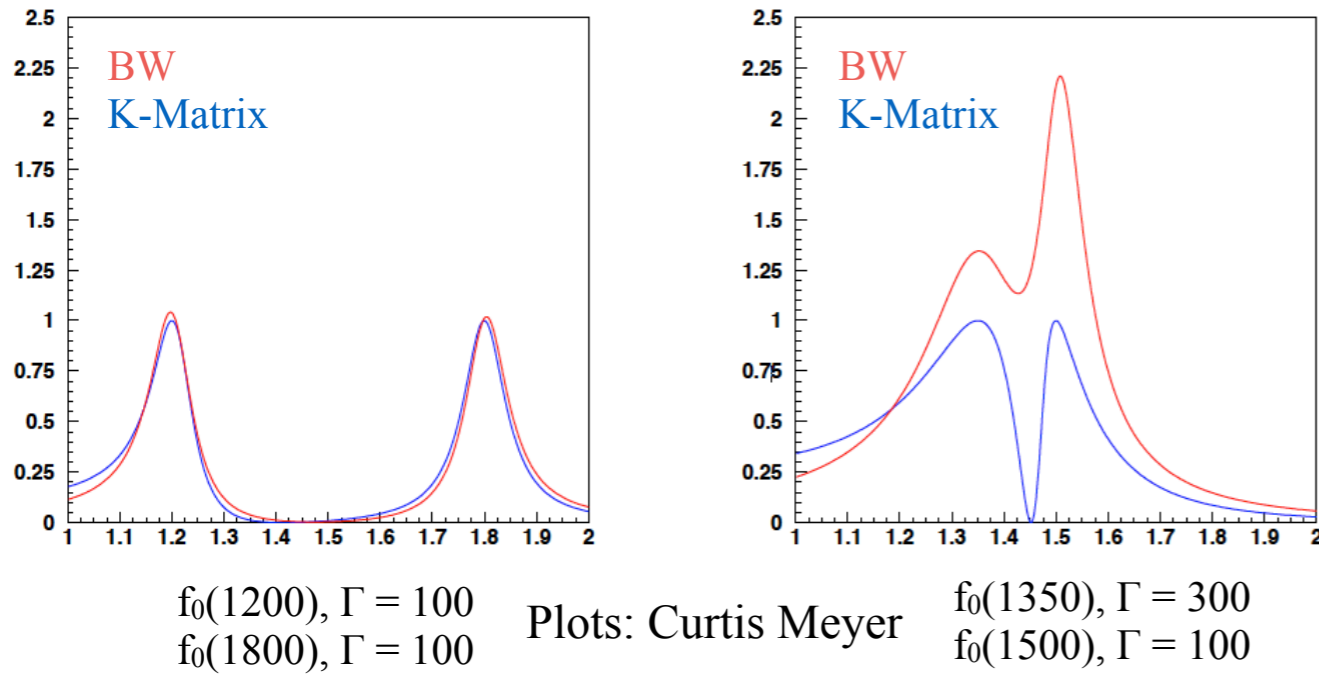 2.5
2.25
2
1.75
1.5
1.25
1
0.75
0.5
0.25
0
BW
K-Matrix
1 1.1 1.2 1.3 1.4 1.5 1.6 1.7 1.8 1.9 2
2.5
2.25
2
1.75
1.5
1.25
1
0.75
0.5
0.25
0
BW
K-Matrix
1 1.1 1.2 1.3 1.4 1.5 1.6 1.7 1.8 1.9 2
f₀(1200), Γ = 100
f₀(1800), Γ = 100
Plots: Curtis Meyer
f₀(1350), Γ = 300
f₀(1500), Γ = 100